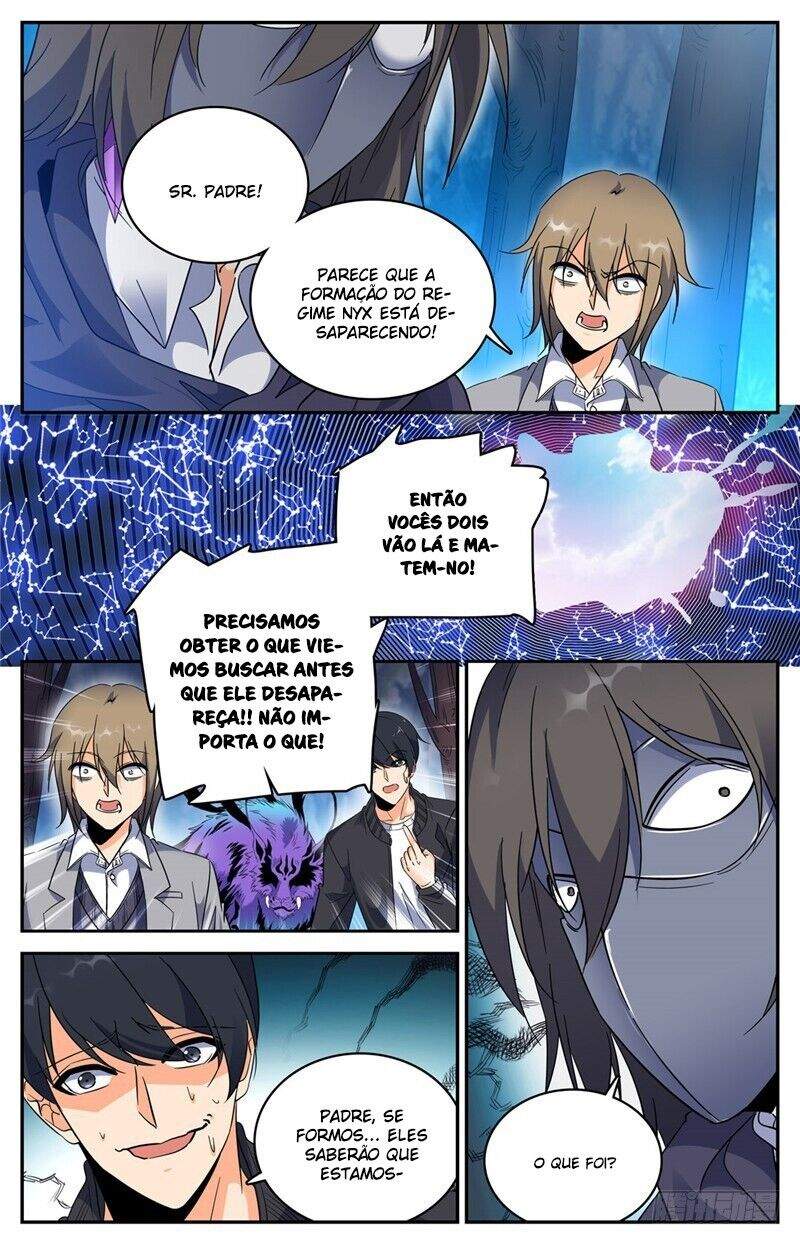 SR. PADRE!
PARECE QUE A
FORMAÇÃO DO RE-
GIME NYX ESTÁ DE-
SAPARECENDO!
ENTÃO
VOCÊS DOIS
VÃO LÁ E MA-
TEM-NO!
PRECISAMOS
OBTER O QUE VIE-
MOS BUSCAR ANTES
QUE ELE DESAPA-
REÇA!! NÃO IM-
PORTA O QUE!
O QUE FOI?
PADRE, SE
FORMOS... ELES
SABERÃO QUE
ESTAMOS-